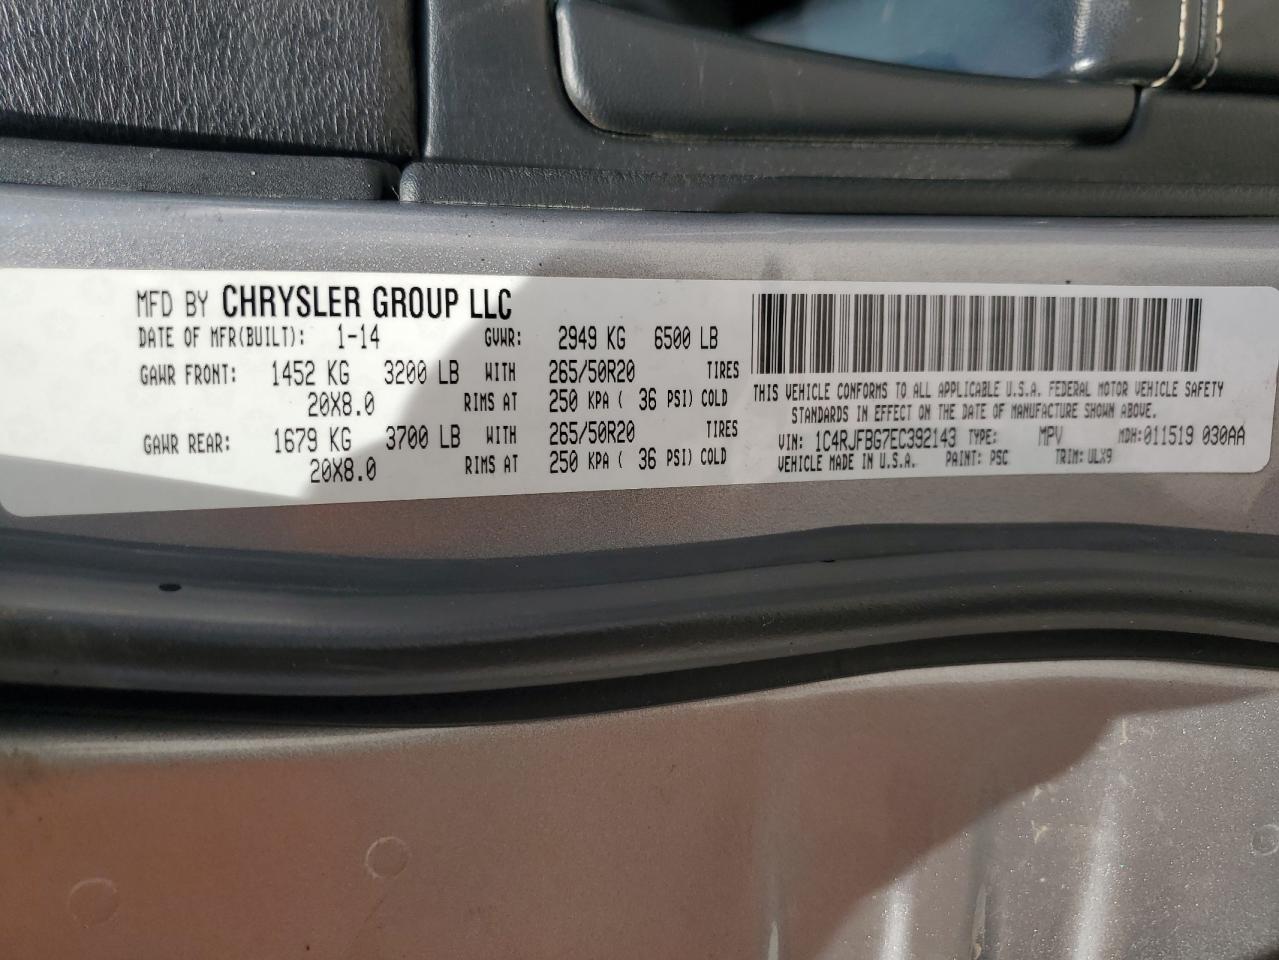 MFD BY CHRYSLER GROUP LLC
DATE OF MFR(BUILT): 1-14 GVWR: 2949 KG 6500 LB
GAWR FRONT: 1452 KG 3200 LB WITH 265/50R20 TIRES
20X8.0 RIMS AT 250 KPA ( 36 PSI) COLD
GAWR REAR: 1679 KG 3700 LB WITH 265/50R20 TIRES
20X8.0 RIMS AT 250 KPA ( 36 PSI) COLD
THIS VEHICLE CONFORMS TO ALL APPLICABLE U.S.A. FEDERAL MOTOR VEHICLE SAFETY
STANDARDS IN EFFECT ON THE DATE OF MANUFACTURE SHOWN ABOVE.
VIN: 1C4RJFBG7EC392143 TYPE: MPV MDH:011519 030AA
VEHICLE MADE IN U.S.A. PAINT: PSC TRIM: ULX9